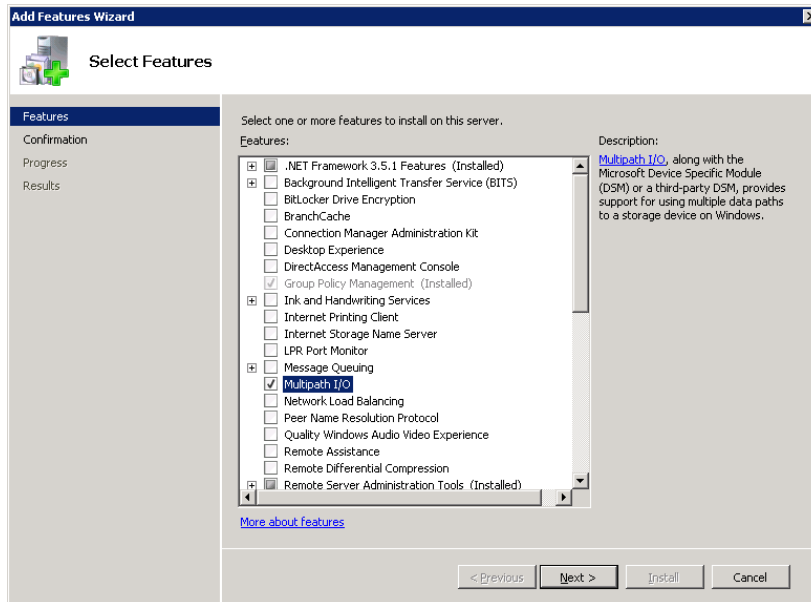 Add Features Wizard
Select Features
Features
Confirmation
Progress
Results
Select one or more features to install on this server.
Features:
.NET Framework 3.5.1 Features (Installed)
Background Intelligent Transfer Service (BITS)
BitLocker Drive Encryption
BranchCache
Connection Manager Administration Kit
Desktop Experience
DirectAccess Management Console
Group Policy Management (Installed)
Ink and Handwriting Services
Internet Printing Client
Internet Storage Name Server
LPR Port Monitor
Message Queuing
Multipath I/O
Network Load Balancing
Peer Name Resolution Protocol
Quality Windows Audio Video Experience
Remote Assistance
Remote Differential Compression
Remote Server Administration Tools (Installed)
More about features
Description:
Multipath I/O, along with the
Microsoft Device Specific Module
(DSM) or a third-party DSM, provides
support for using multiple data paths
to a storage device on Windows.
< Previous
Next >
Install
Cancel